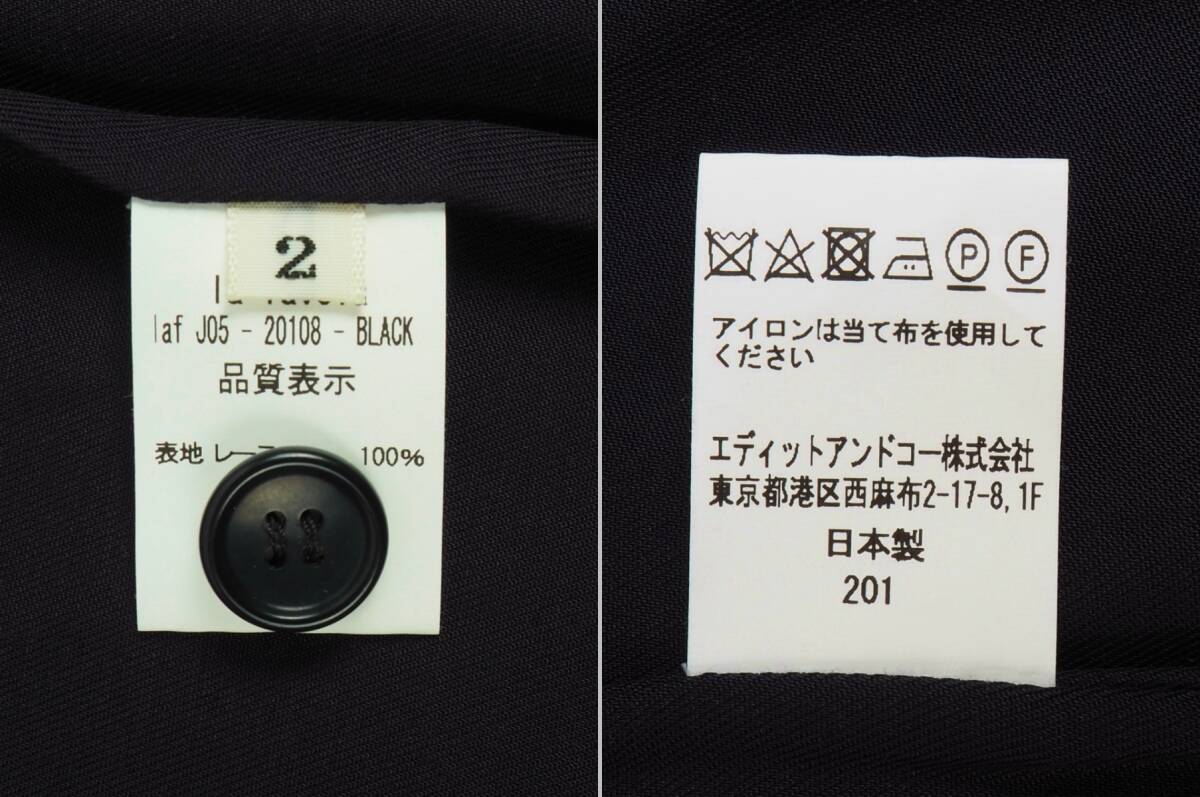 2
laf J05 - 20108 - BLACK
品質表示
表地 100%
P F
アイロンは当て布を使用して
ください
エディットアンドコー株式会社
東京都港区西麻布2-17-8, 1F
日本製
201